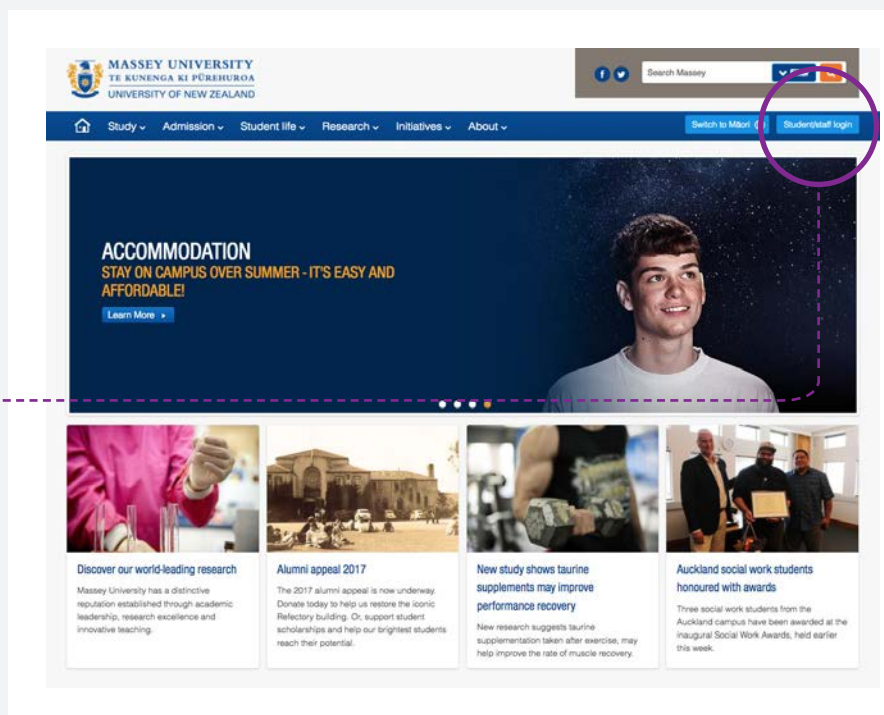 MASSEY UNIVERSITY
TE KUNENGA KI PŪREHUROA
UNIVERSITY OF NEW ZEALAND
Search Massey
Study
Admission
Student life
Research
Initiatives
About
Switch to Māori
Student/staff login
ACCOMMODATION
STAY ON CAMPUS OVER SUMMER - IT'S EASY AND
AFFORDABLE!
Learn More
Discover our world-leading research
Massey University has a distinctive
reputation established through academic
leadership, research excellence and
innovative teaching.
Alumni appeal 2017
The 2017 alumni appeal is now underway.
Donate today to help us restore the iconic
Refectory building. Or, support student
scholarships and help our brightest students
reach their potential.
New study shows taurine
supplements may improve
performance recovery
New research suggests taurine
supplementation taken after exercise, may
help improve the rate of muscle recovery.
Auckland social work students
honoured with awards
Three social work students from the
Auckland campus have been awarded at the
inaugural Social Work Awards, held earlier
this week.